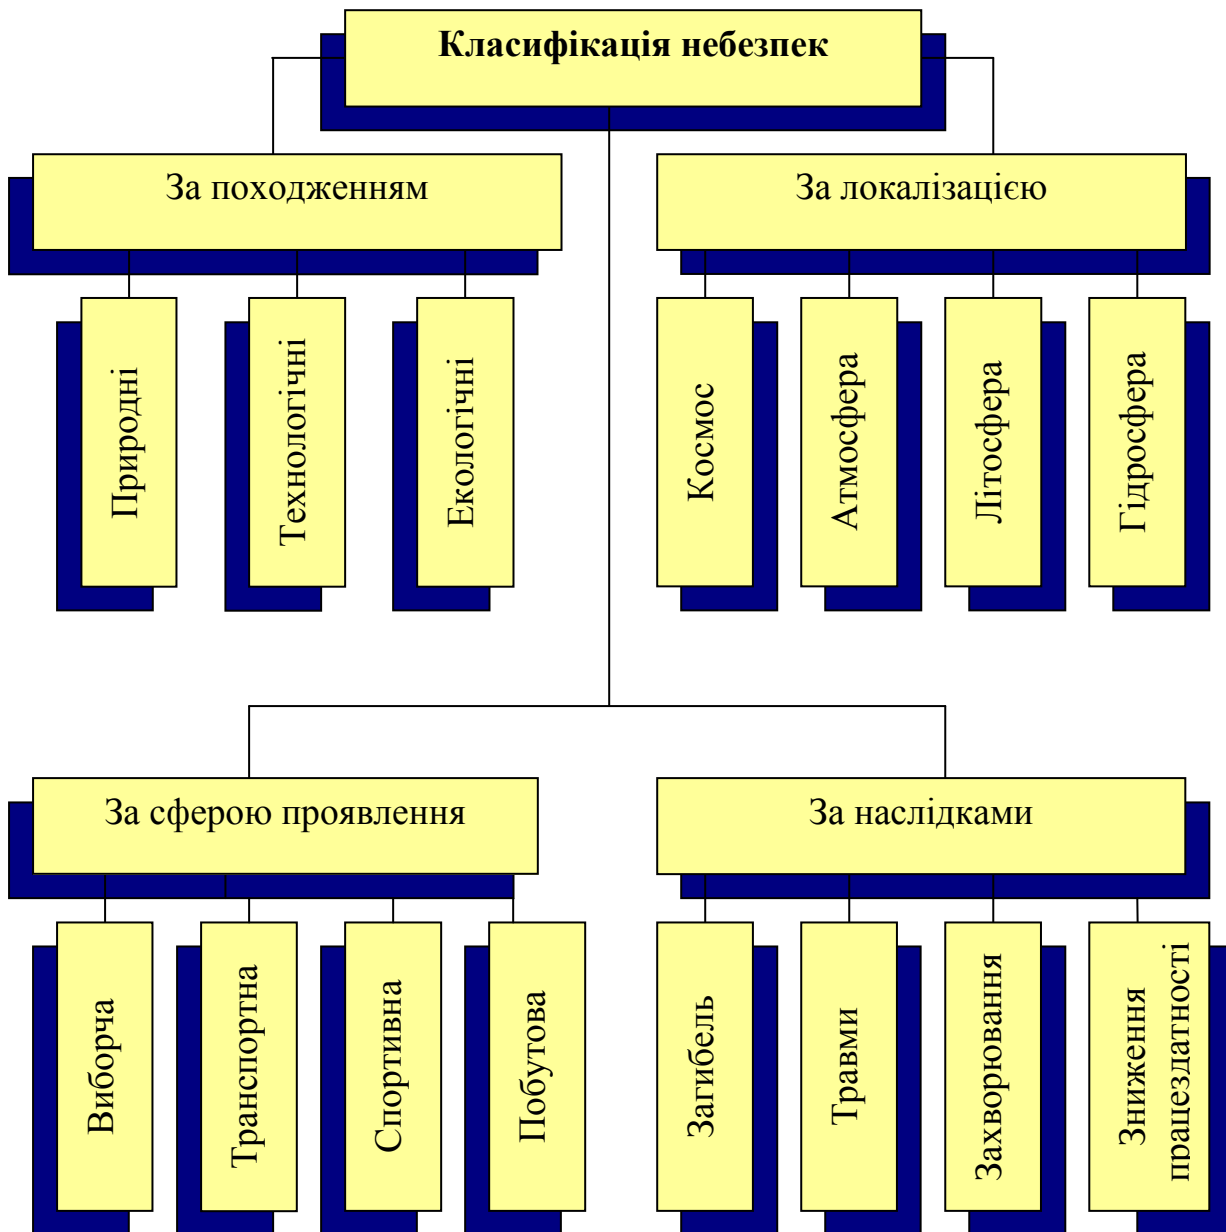 Класифікація небезпек
За походженням
За локалізацією
Природні
Технологічні
Екологічні
Космос
Атмосфера
Літосфера
Гідросфера
За сферою проявлення
За наслідками
Виборча
Транспортна
Спортивна
Побутова
Загибель
Травми
Захворювання
Зниження
працездатності